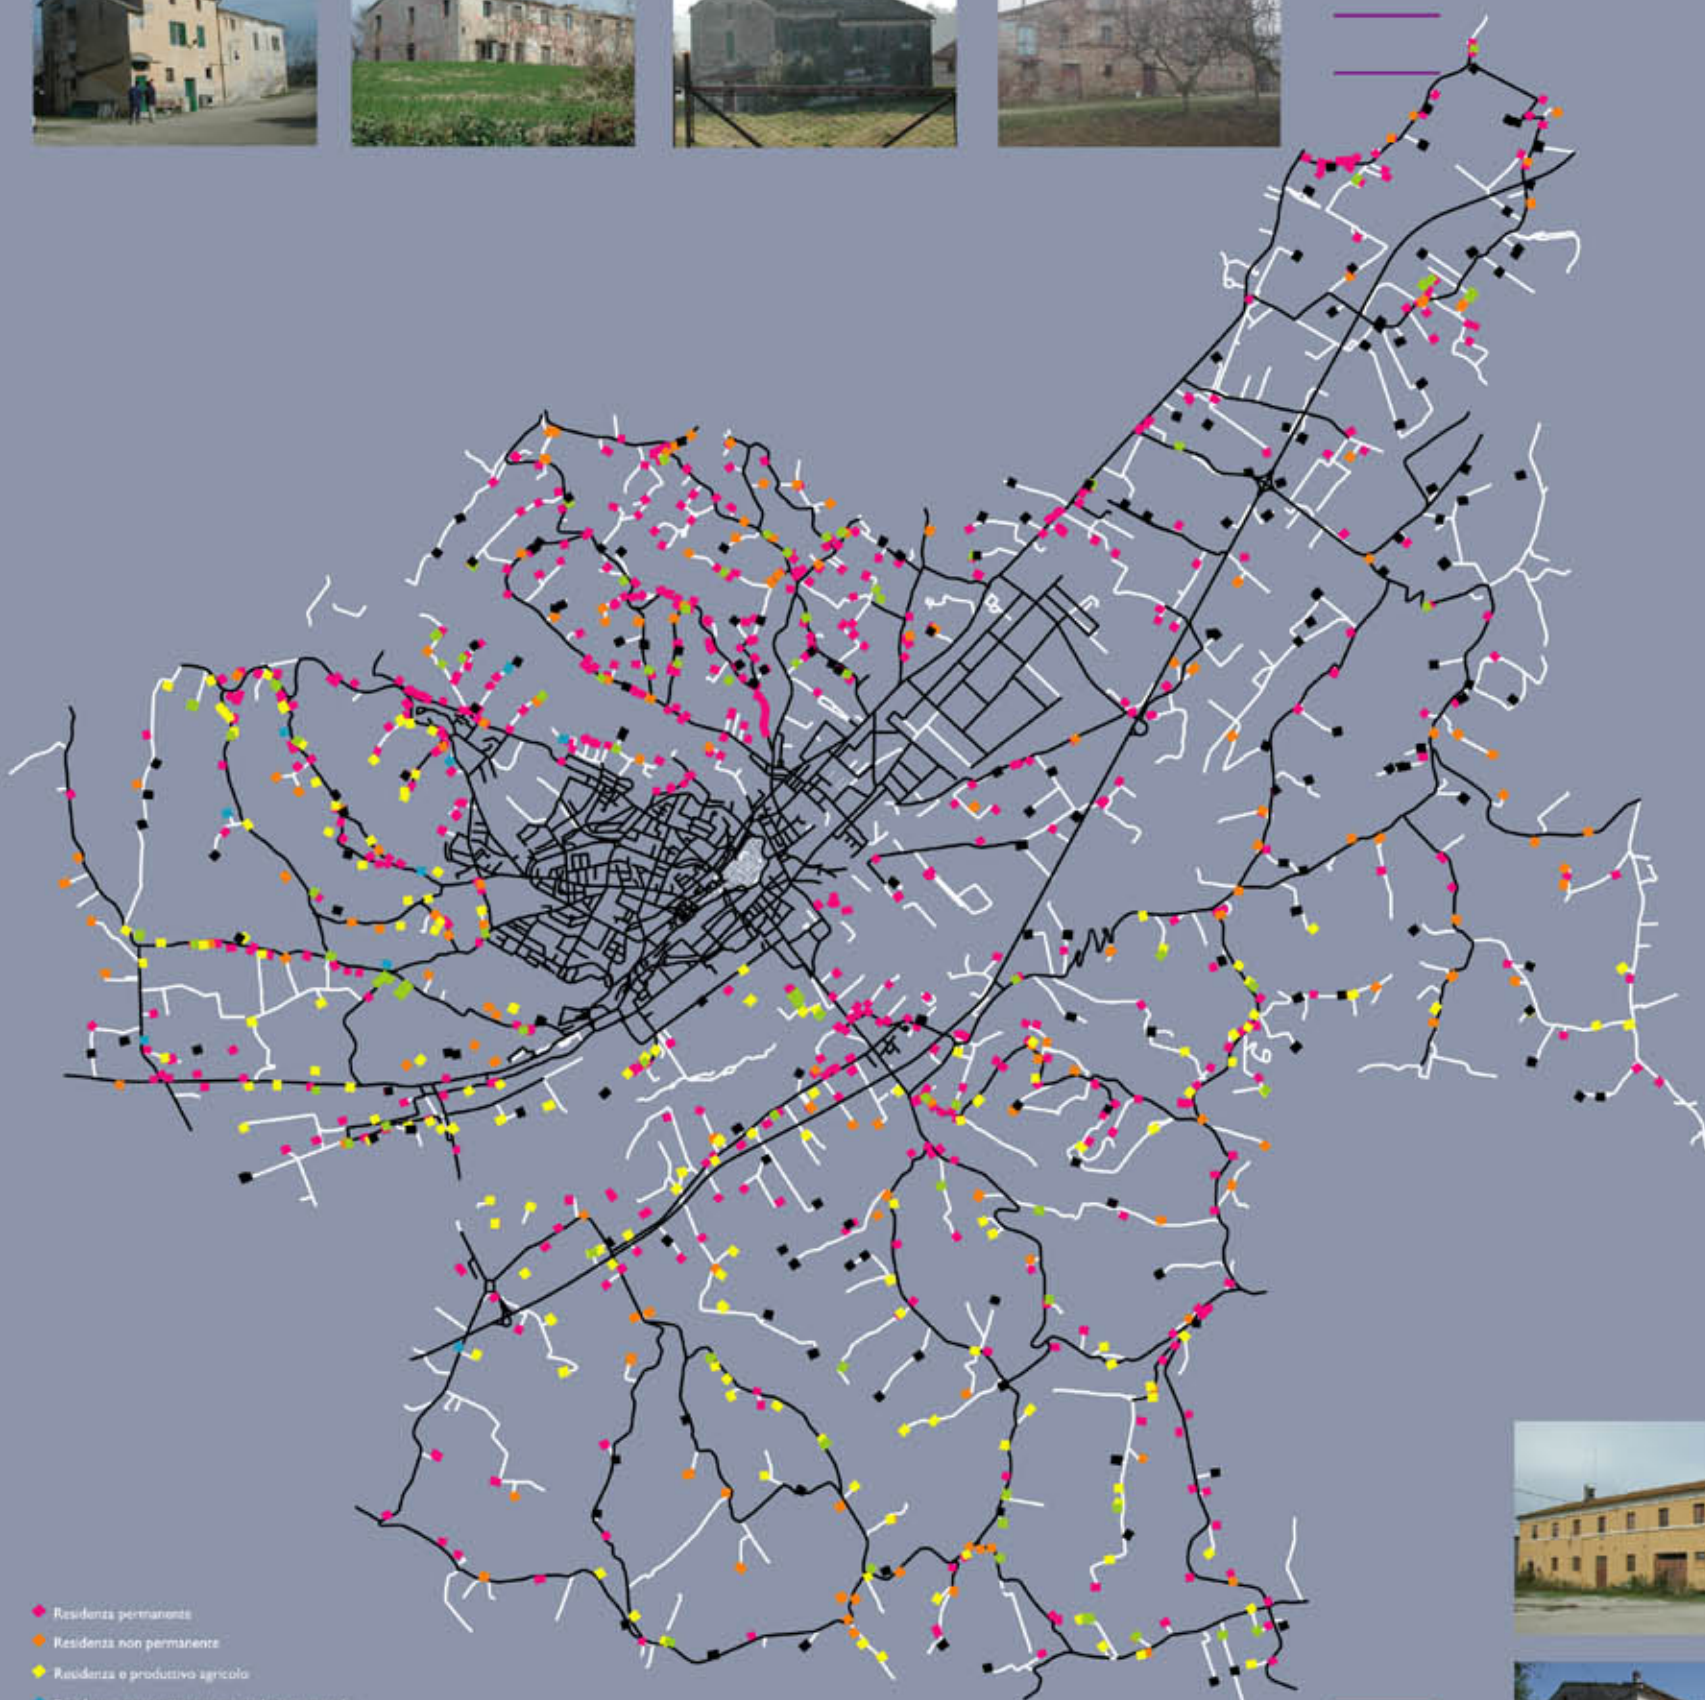 Residenza permanente
Residenza non permanente
Residenza e produttivo agricolo